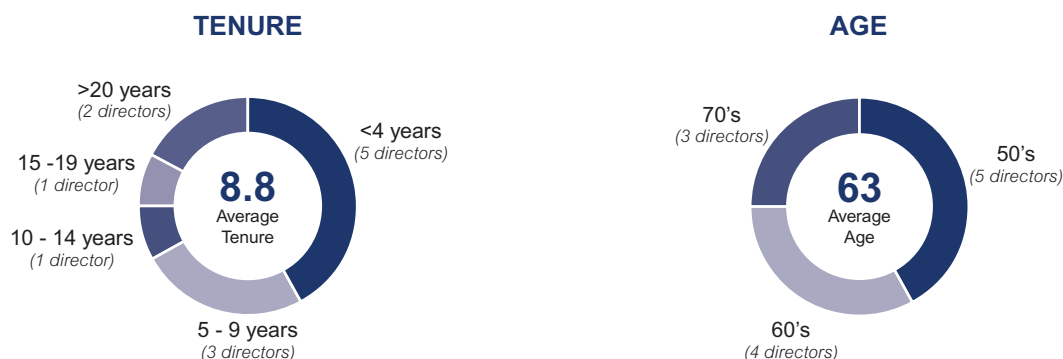 TENURE
>20 years
(2 directors)
<4 years
(5 directors)
15 -19 years
(1 director)
8.8
Average
Tenure
10 - 14 years
(1 director)
5 - 9 years
(3 directors)
AGE
70's
(3 directors)
50's
(5 directors)
63
Average
Age
60's
(4 directors)